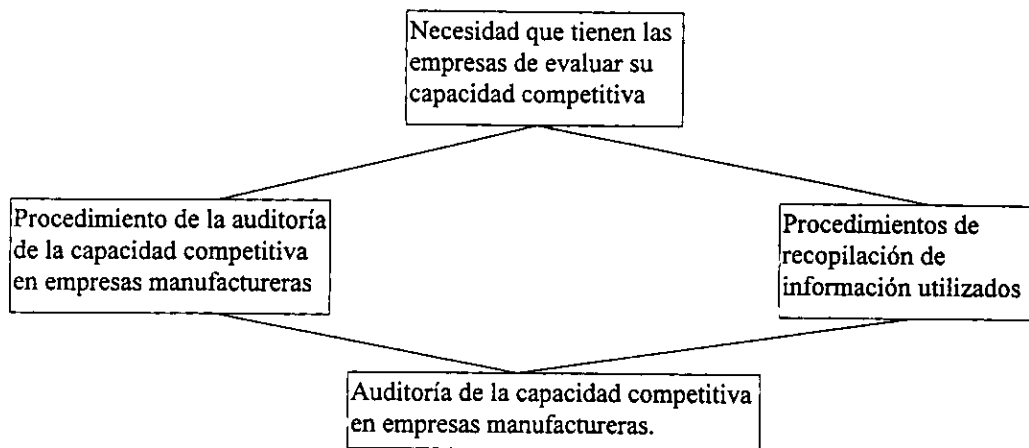 Necesidad que tienen las
empresas de evaluar su
capacidad competitiva
Procedimiento de la auditoría
de la capacidad competitiva
en empresas manufactureras
Procedimientos de
recopilación de
información utilizados
Auditoría de la capacidad competitiva
en empresas manufactureras.